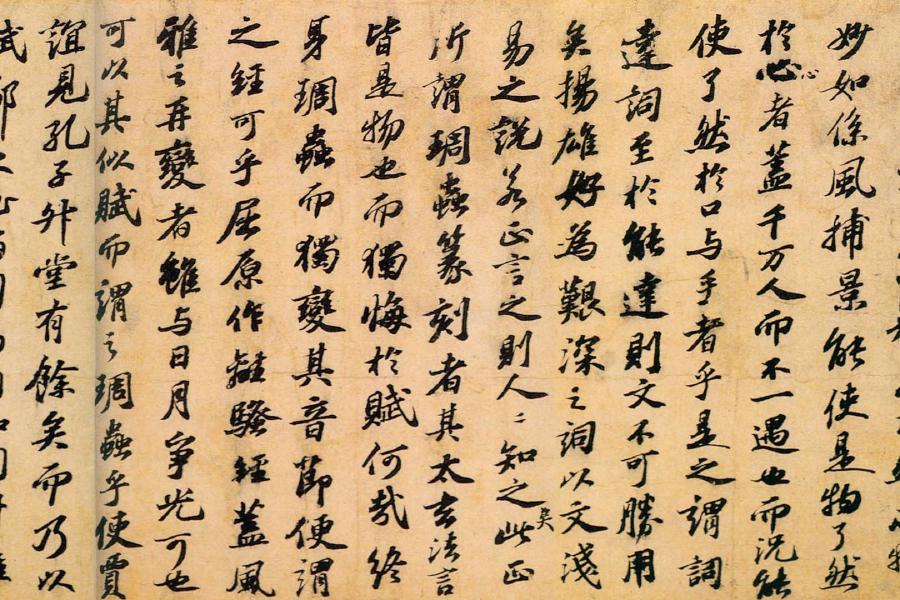 妙如係風捕景能使是物了然
於心心者蓋千万人而不一遇也而況能
使了然於口与手者乎是之謂詞
達詞至於能達則文不可勝用
矣揚雄好為艱深之詞以文淺
易之說若正言之則人〻知之矣此正
所謂琱蟲篆刻者其太玄法言
皆是物也而獨悔於賦何哉終
身琱蟲而獨變其音節便謂
之經可乎屈原作離騷經蓋風
雅之再變者雖与日月爭光可也
可以其似賦而謂之琱蟲乎使賈
誼見孔子升堂有餘矣而乃以